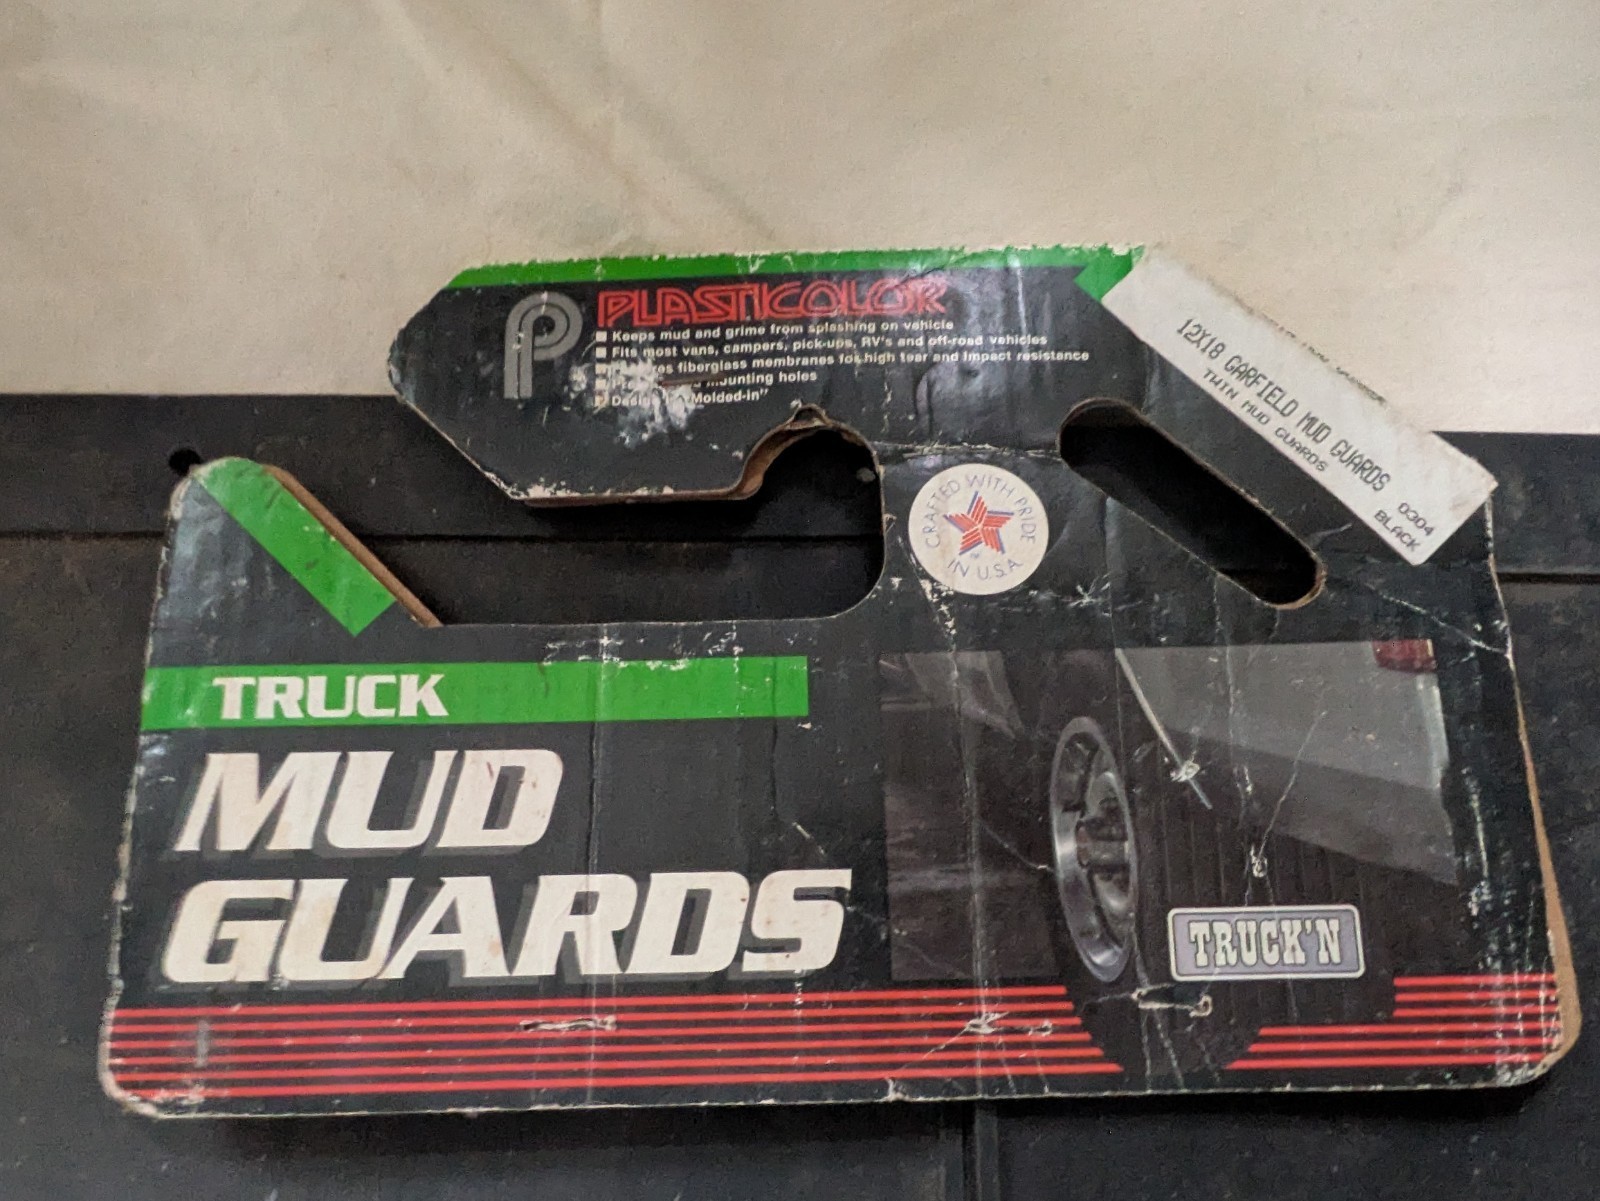 PLASTICOLOR
Keeps mud and grime from splashing on vehicle
Fits most vans, campers, pick-ups, RV's and off-road vehicles
fiberglass membranes for high tear and impact resistance
mounting holes
"Molded-in"
12X18 GARFIELD MUD GUARDS 0304
THIN MUD GUARDS BLACK
CRAFTED WITH PRIDE
IN U.S.A.
TRUCK
MUD
GUARDS
TRUCK'N